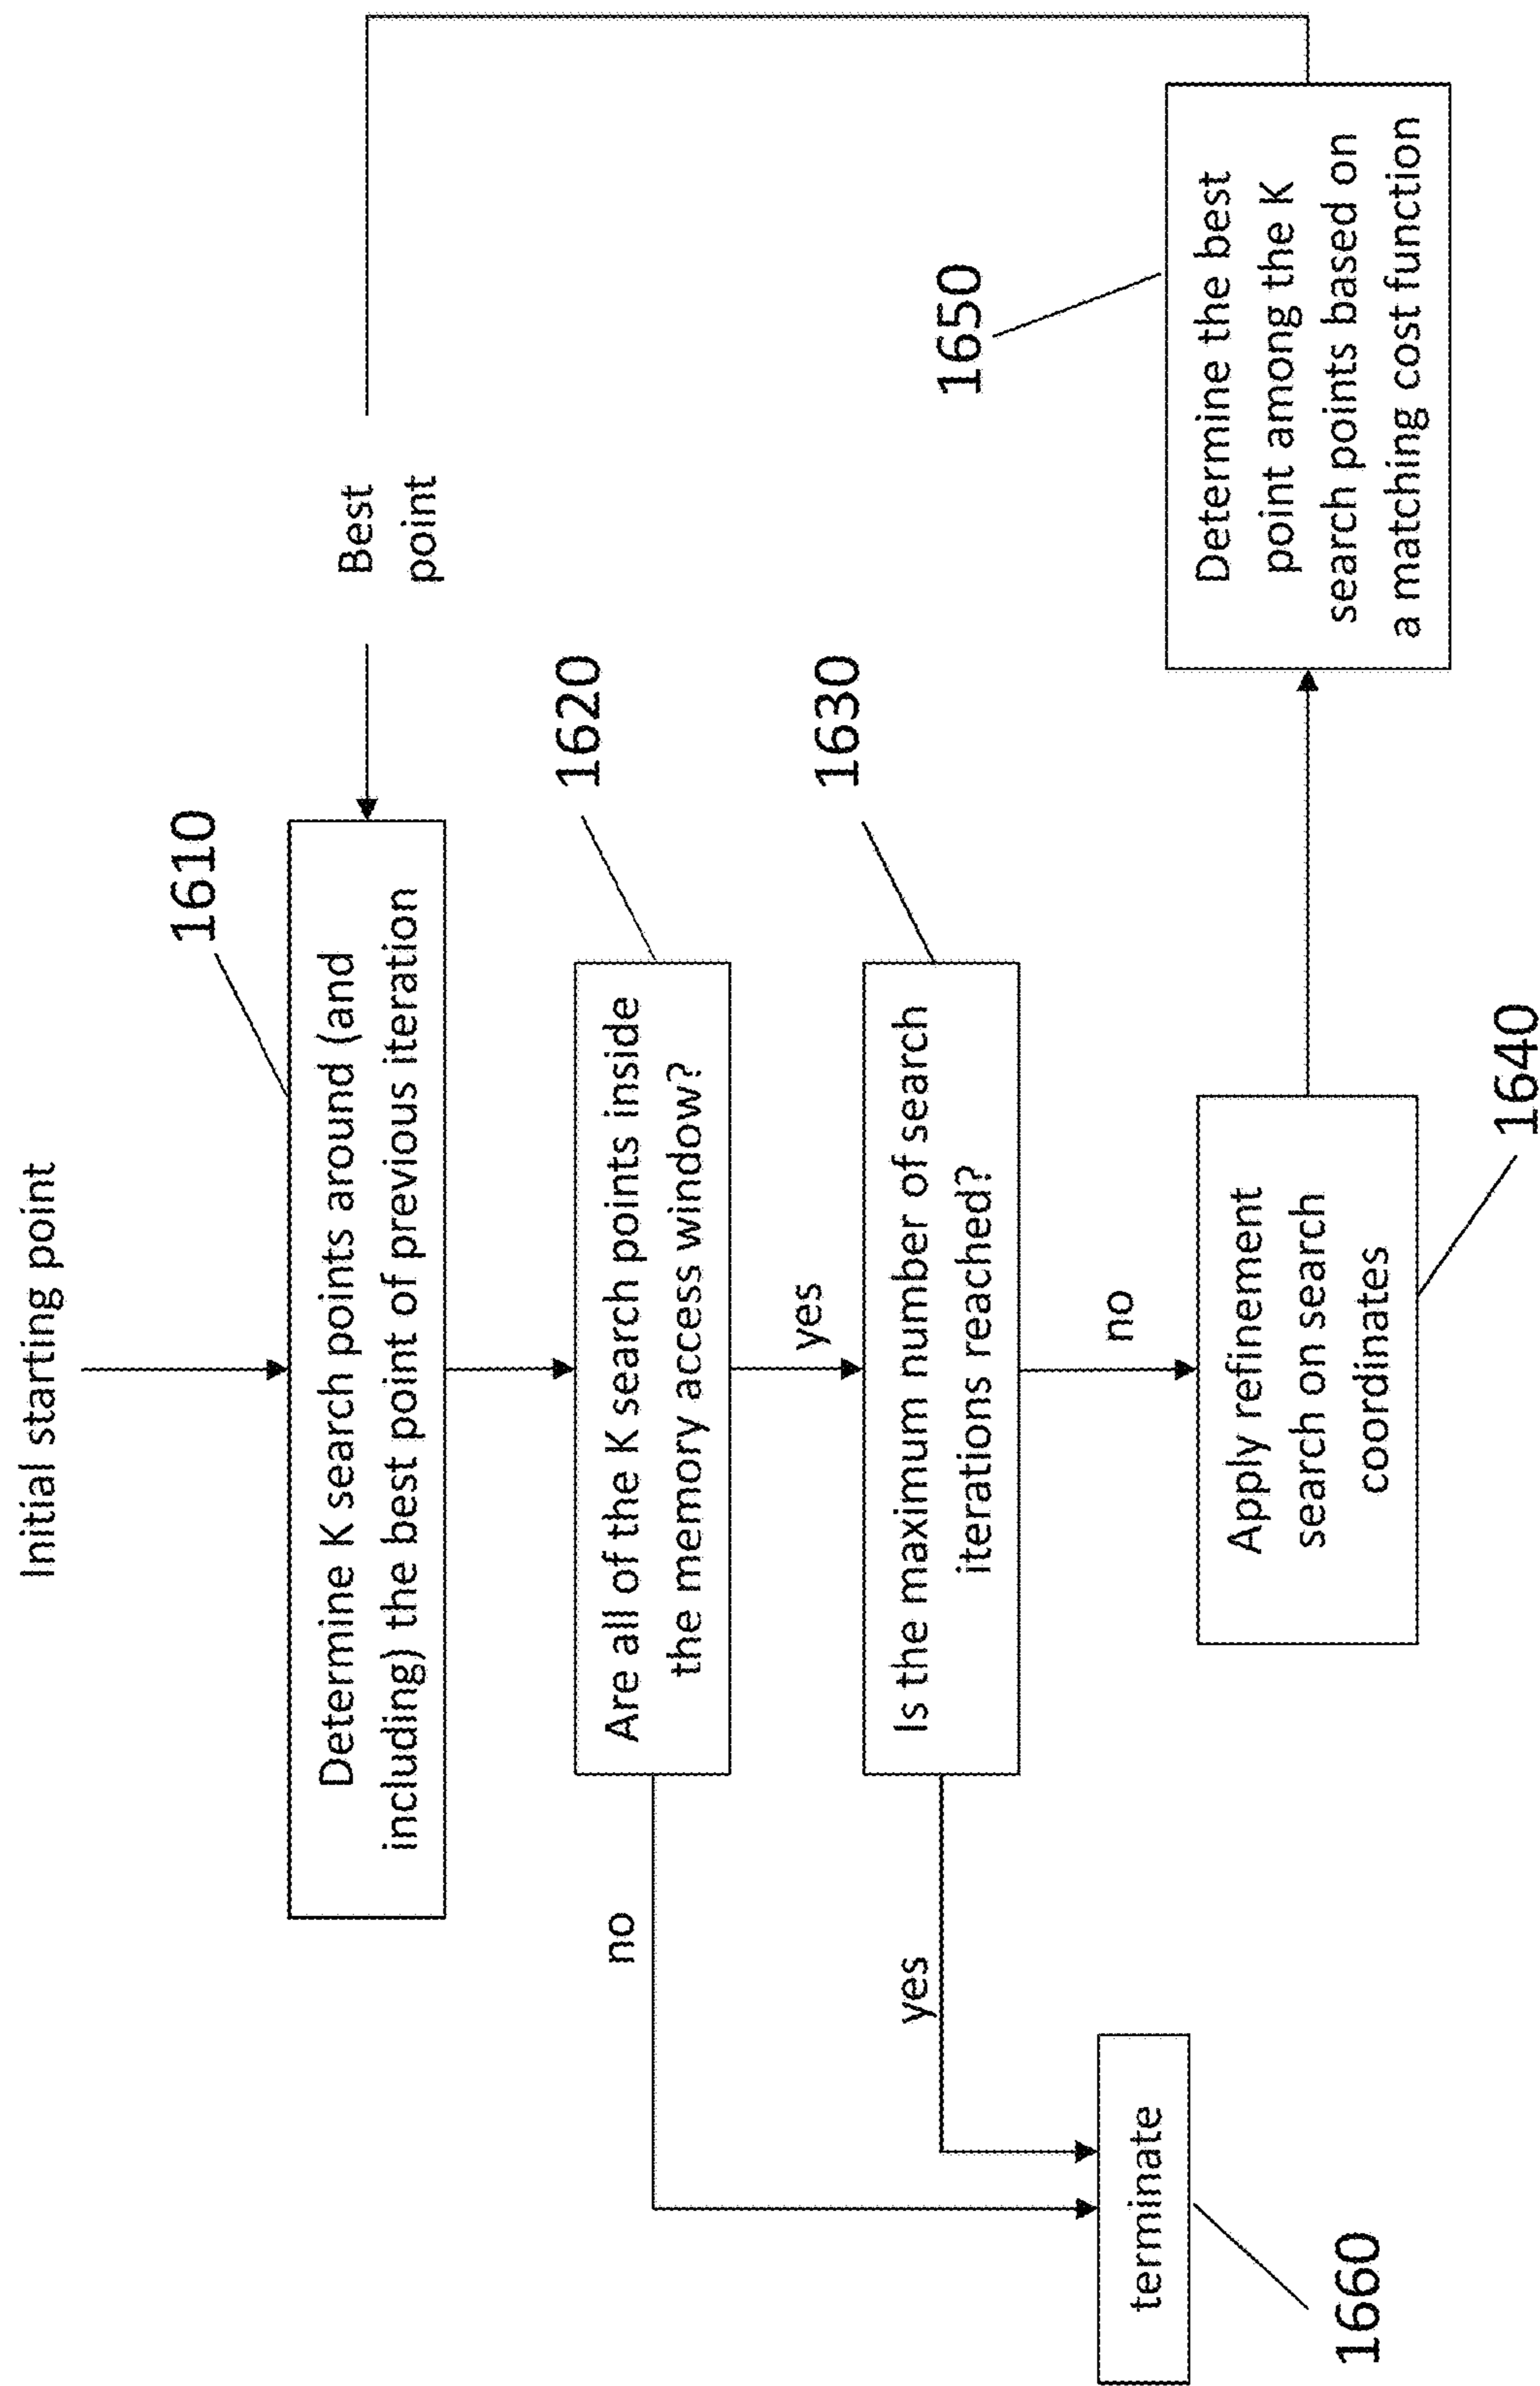 Initial starting point
1610
Determine K search points around (and
including) the best point of previous iteration
Best
point
1620
Are all of the K search points inside
the memory access window?
no
yes
1630
Is the maximum number of search
iterations reached?
yes
no
Apply refinement
search on search
coordinates
1640
1650
Determine the best
point among the K
search points based on
a matching cost function
terminate
1660